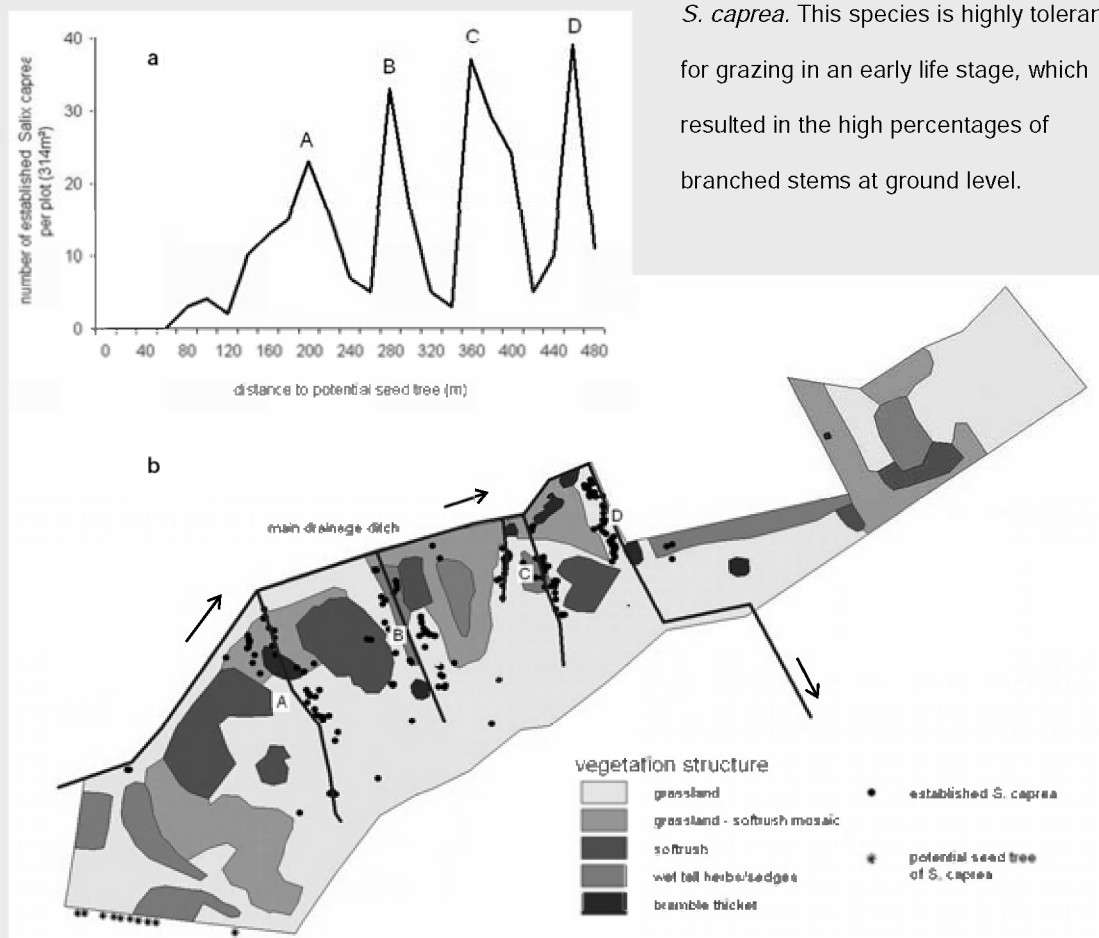 S. caprea. This species is highly toleran
for grazing in an early life stage, which
resulted in the high percentages of
branched stems at ground level.
a
number of established Salix caprea
per plot (314m²)
40
30
20
10
0
A
B
C
D
0 40 80 120 160 200 240 280 320 360 400 440 480
distance to potential seed tree (m)
b
main drainage ditch
A
B
C
D
vegetation structure
grassland
grassland - softrush mosaic
softrush
wet tall herbs/sedges
bramble thicket
established S. caprea
potential seed tree
of S. caprea